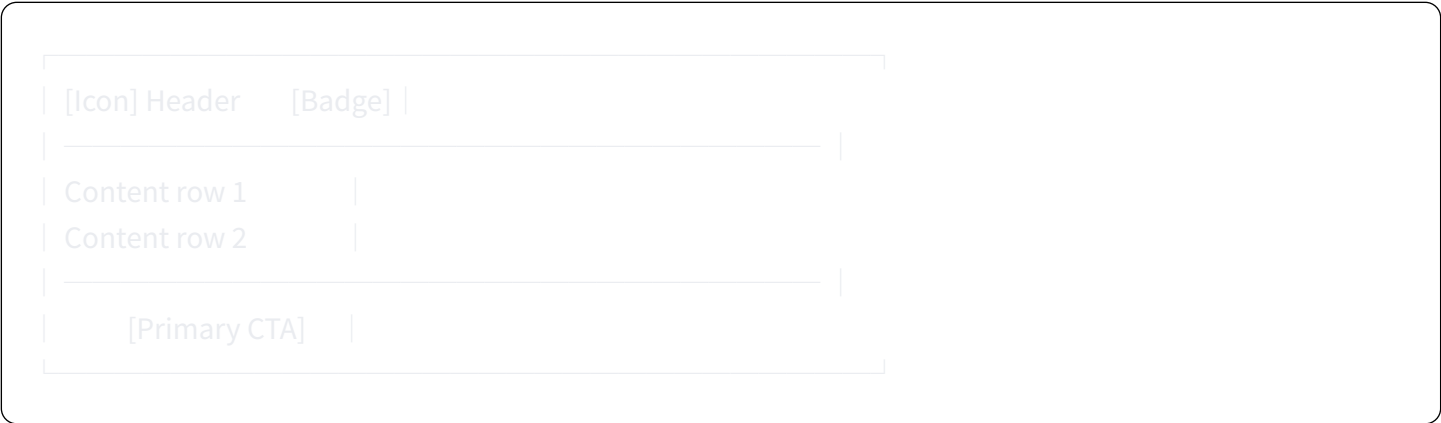 [Icon] Header [Badge]
Content row 1
Content row 2
[Primary CTA]